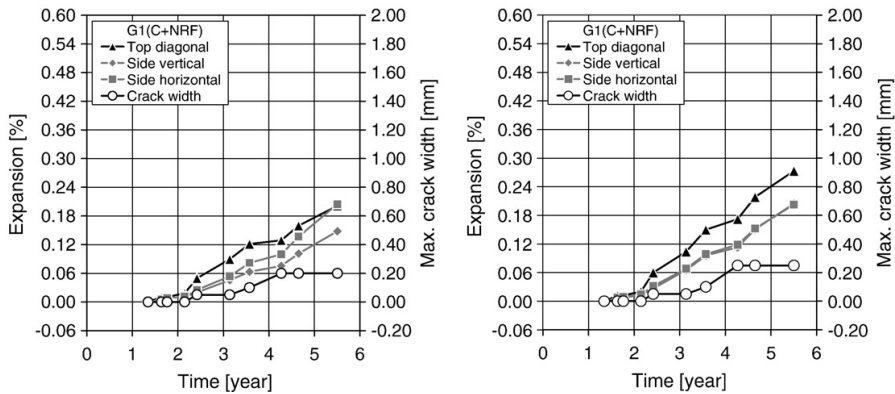 0.60
0.54
0.48
0.42
0.36
0.30
0.24
0.18
0.12
0.06
0.00
-0.06
Expansion [%]
G1(C+NRF)
Top diagonal
Side vertical
Side horizontal
Crack width
2.00
1.80
1.60
1.40
1.20
1.00
0.80
0.60
0.40
0.20
0.00
-0.20
Max. crack width [mm]
0 1 2 3 4 5 6
Time [year]
0.60
0.54
0.48
0.42
0.36
0.30
0.24
0.18
0.12
0.06
0.00
-0.06
Expansion [%]
G1(C+NRF)
Top diagonal
Side vertical
Side horizontal
Crack width
2.00
1.80
1.60
1.40
1.20
1.00
0.80
0.60
0.40
0.20
0.00
-0.20
Max. crack width [mm]
0 1 2 3 4 5 6
Time [year]